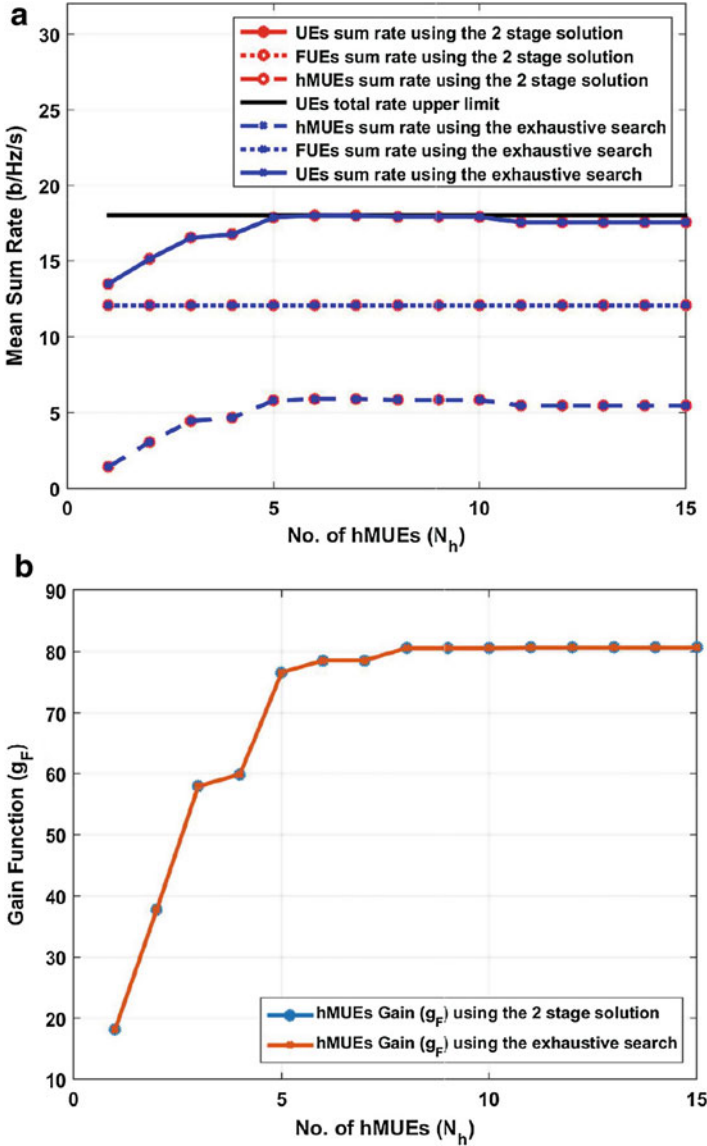 a
UEs sum rate using the 2 stage solution
FUEs sum rate using the 2 stage solution
hMUEs sum rate using the 2 stage solution
UEs total rate upper limit
hMUEs sum rate using the exhaustive search
FUEs sum rate using the exhaustive search
UEs sum rate using the exhaustive search
Mean Sum Rate (b/Hz/s)
30
25
20
15
10
5
0
0 5 10 15
No. of hMUEs (N_h)
b
Gain Function (g_F)
90
80
70
60
50
40
30
20
10
hMUEs Gain (g_F) using the 2 stage solution
hMUEs Gain (g_F) using the exhaustive search
0 5 10 15
No. of hMUEs (N_h)